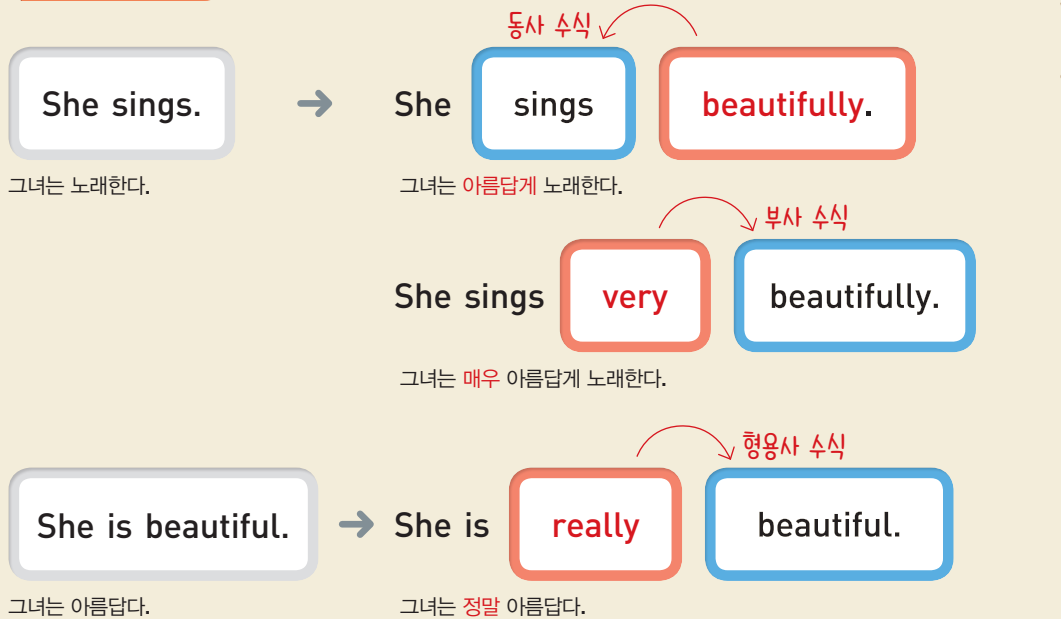 동사 수식
She sings. → She sings beautifully.
그녀는 노래한다. 그녀는 아름답게 노래한다.
부사 수식
She sings very beautifully.
그녀는 매우 아름답게 노래한다.
형용사 수식
She is beautiful. → She is really beautiful.
그녀는 아름답다. 그녀는 정말 아름답다.